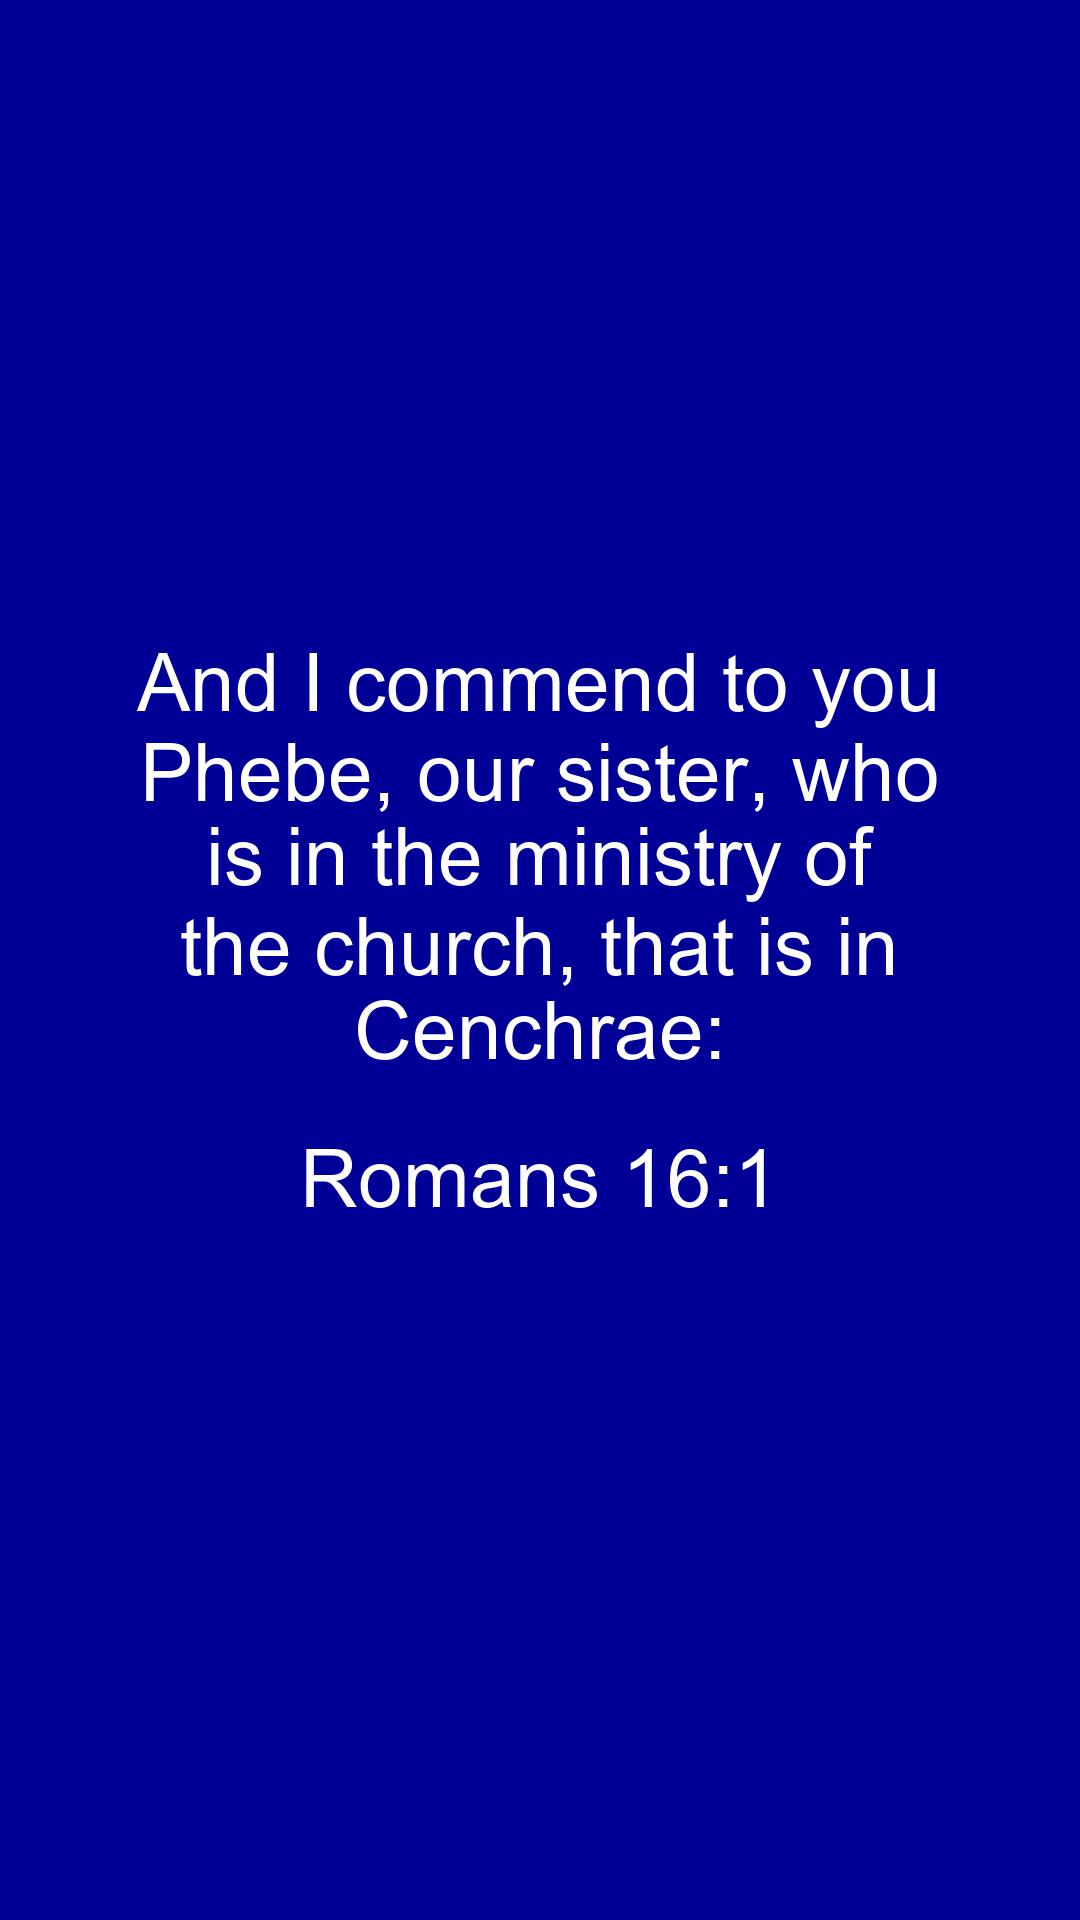 And I commend to you
Phebe, our sister, who
is in the ministry of
the church, that is in
Cenchrae:
Romans 16:1